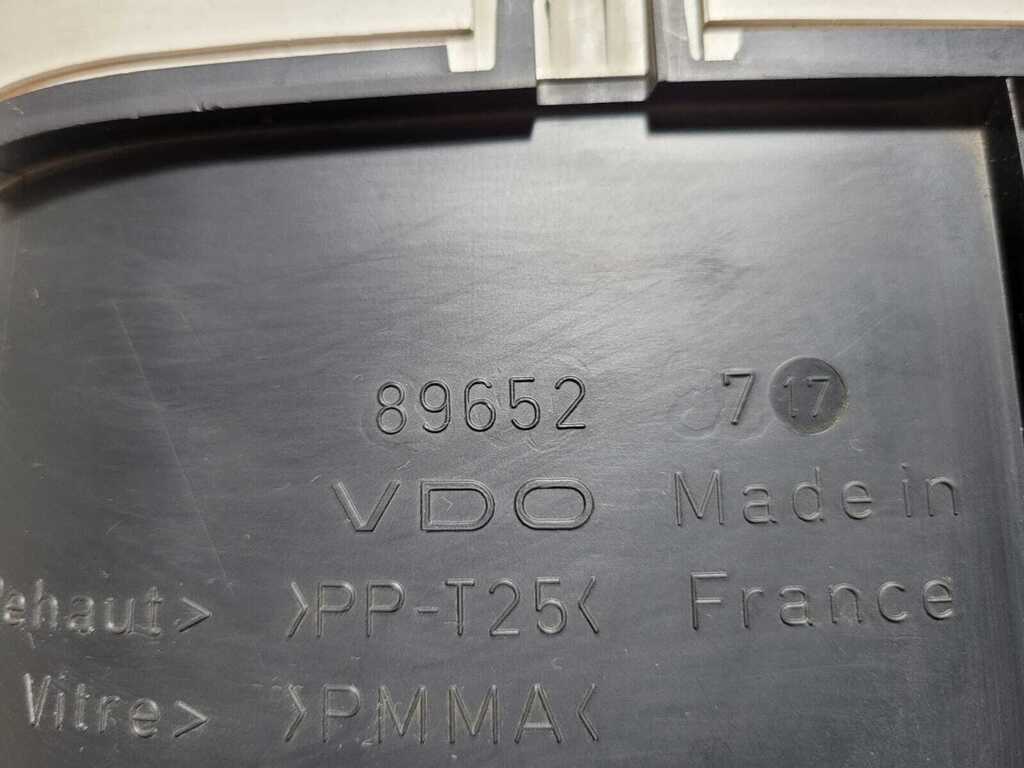 89652 7 17
VDO Made in
ehaut> >PP-T25< France
Vitre> >PMMA<